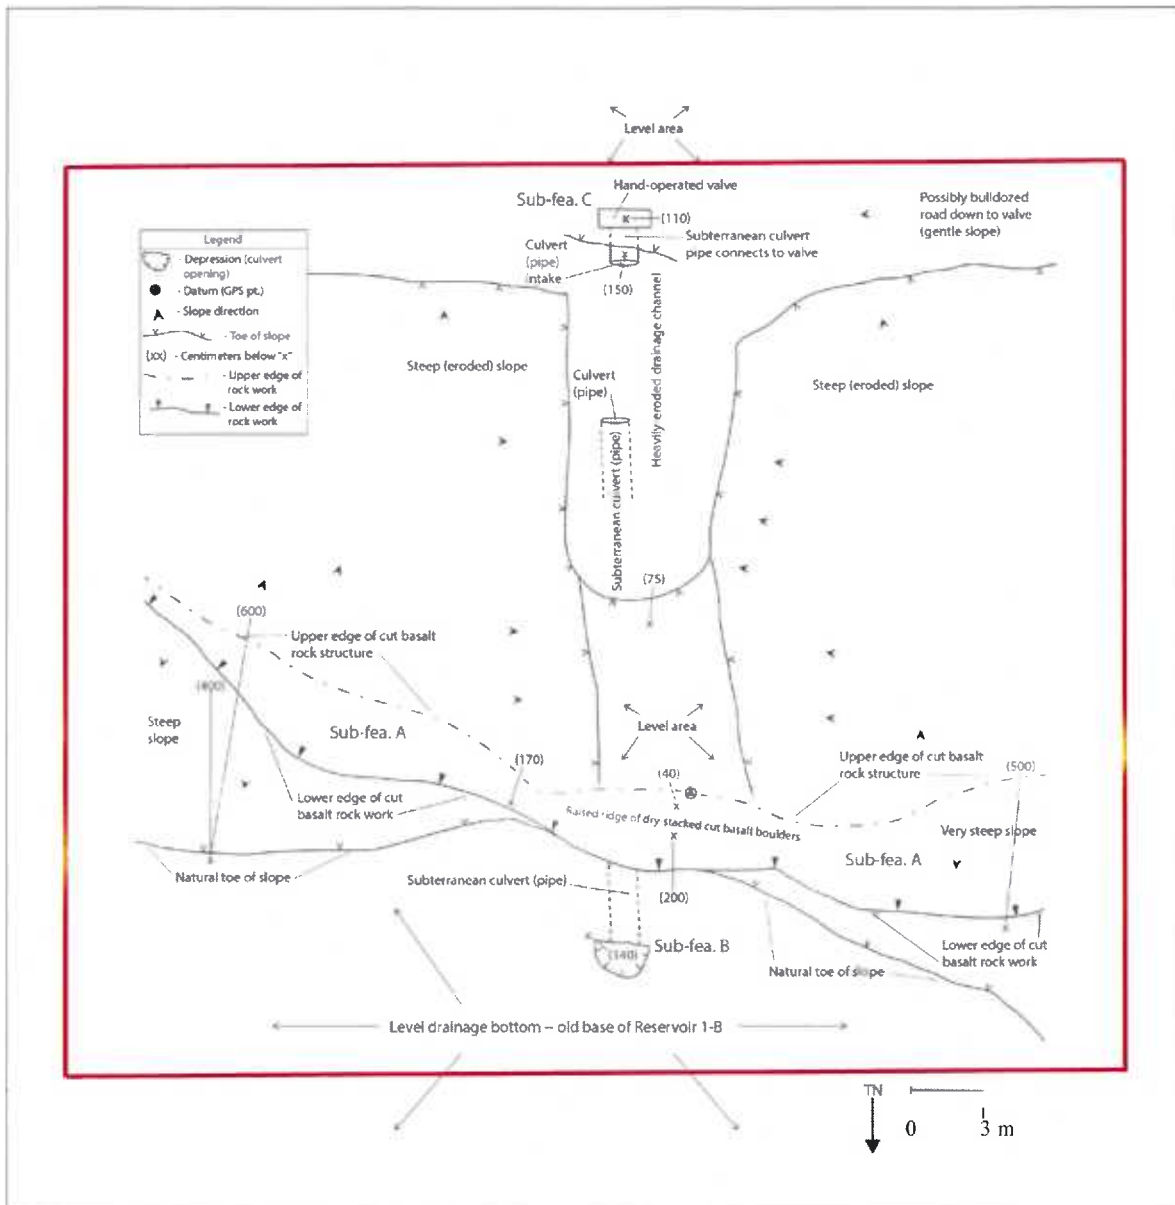 Level area
Hand-operated valve
Sub-fea. C
(110)
Possibly bulldozed
road down to valve
(gentle slope)
Subterranean culvert
pipe connects to valve
Culvert
(pipe)
intake
(150)
Legend
- Depression (culvert
opening)
- Datum (GPS pt.)
- Slope direction
- Toe of slope
(xx) - Centimeters below "x"
- Upper edge of
rock work
- Lower edge of
rock work
Heavily eroded drainage channel
Steep (eroded) slope
Culvert
(pipe)
Steep (eroded) slope
Subterranean culvert (pipe)
(75)
(600)
Upper edge of cut basalt
rock structure
(400)
Steep
slope
Sub-fea. A
Level area
(170)
(40)
Upper edge of cut basalt
rock structure
(500)
Lower edge of cut
basalt rock work
Raised ridge of dry stacked cut basalt boulders
Very steep slope
Sub-fea. A
Natural toe of slope
Subterranean culvert (pipe)
(200)
Sub-fea. B
(140)
Natural toe of slope
Lower edge of cut
basalt rock work
Level drainage bottom – old base of Reservoir 1-B
TN
0 3 m